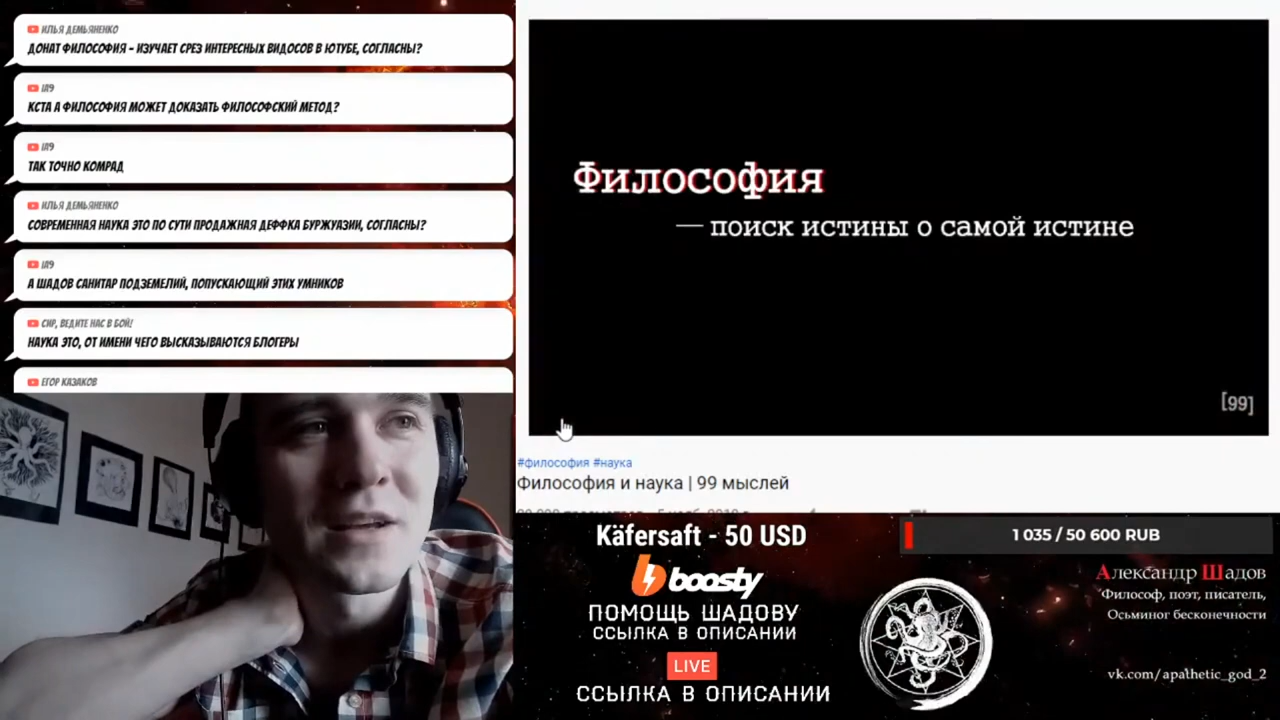 ИЛЬЯ ДЕМЬЯНЕНКО
ДОНАТ ФИЛОСОФИЯ - ИЗУЧАЕТ СРЕЗ ИНТЕРЕСНЫХ ВИДОСОВ В ЮТУБЕ, СОГЛАСНЫ?
IA9
КСТА А ФИЛОСОФИЯ МОЖЕТ ДОКАЗАТЬ ФИЛОСОФСКИЙ МЕТОД?
IA9
ТАК ТОЧНО КОМРАД
ИЛЬЯ ДЕМЬЯНЕНКО
СОВРЕМЕННАЯ НАУКА ЭТО ПО СУТИ ПРОДАЖНАЯ ДЕФФКА БУРЖУАЗИИ, СОГЛАСНЫ?
IA9
А ШАДОВ САНИТАР ПОДЗЕМЕЛИЙ, ПОПУСКАЮЩИЙ ЭТИХ УМНИКОВ
СИР, ВЕДИТЕ НАС В БОЙ!
НАУКА ЭТО, ОТ ИМЕНИ ЧЕГО ВЫСКАЗЫВАЮТСЯ БЛОГЕРЫ
ЕГОР КАЗАКОВ
Философия
— поиск истины о самой истине
[99]
#философия #наука
Философия и наука | 99 мыслей
Käfersaft - 50 USD
boosty
ПОМОЩЬ ШАДОВУ
ССЫЛКА В ОПИСАНИИ
LIVE
ССЫЛКА В ОПИСАНИИ
1 035 / 50 600 RUB
Александр Шадов
Философ, поэт, писатель,
Осьминог бесконечности
vk.com/apathetic_god_2